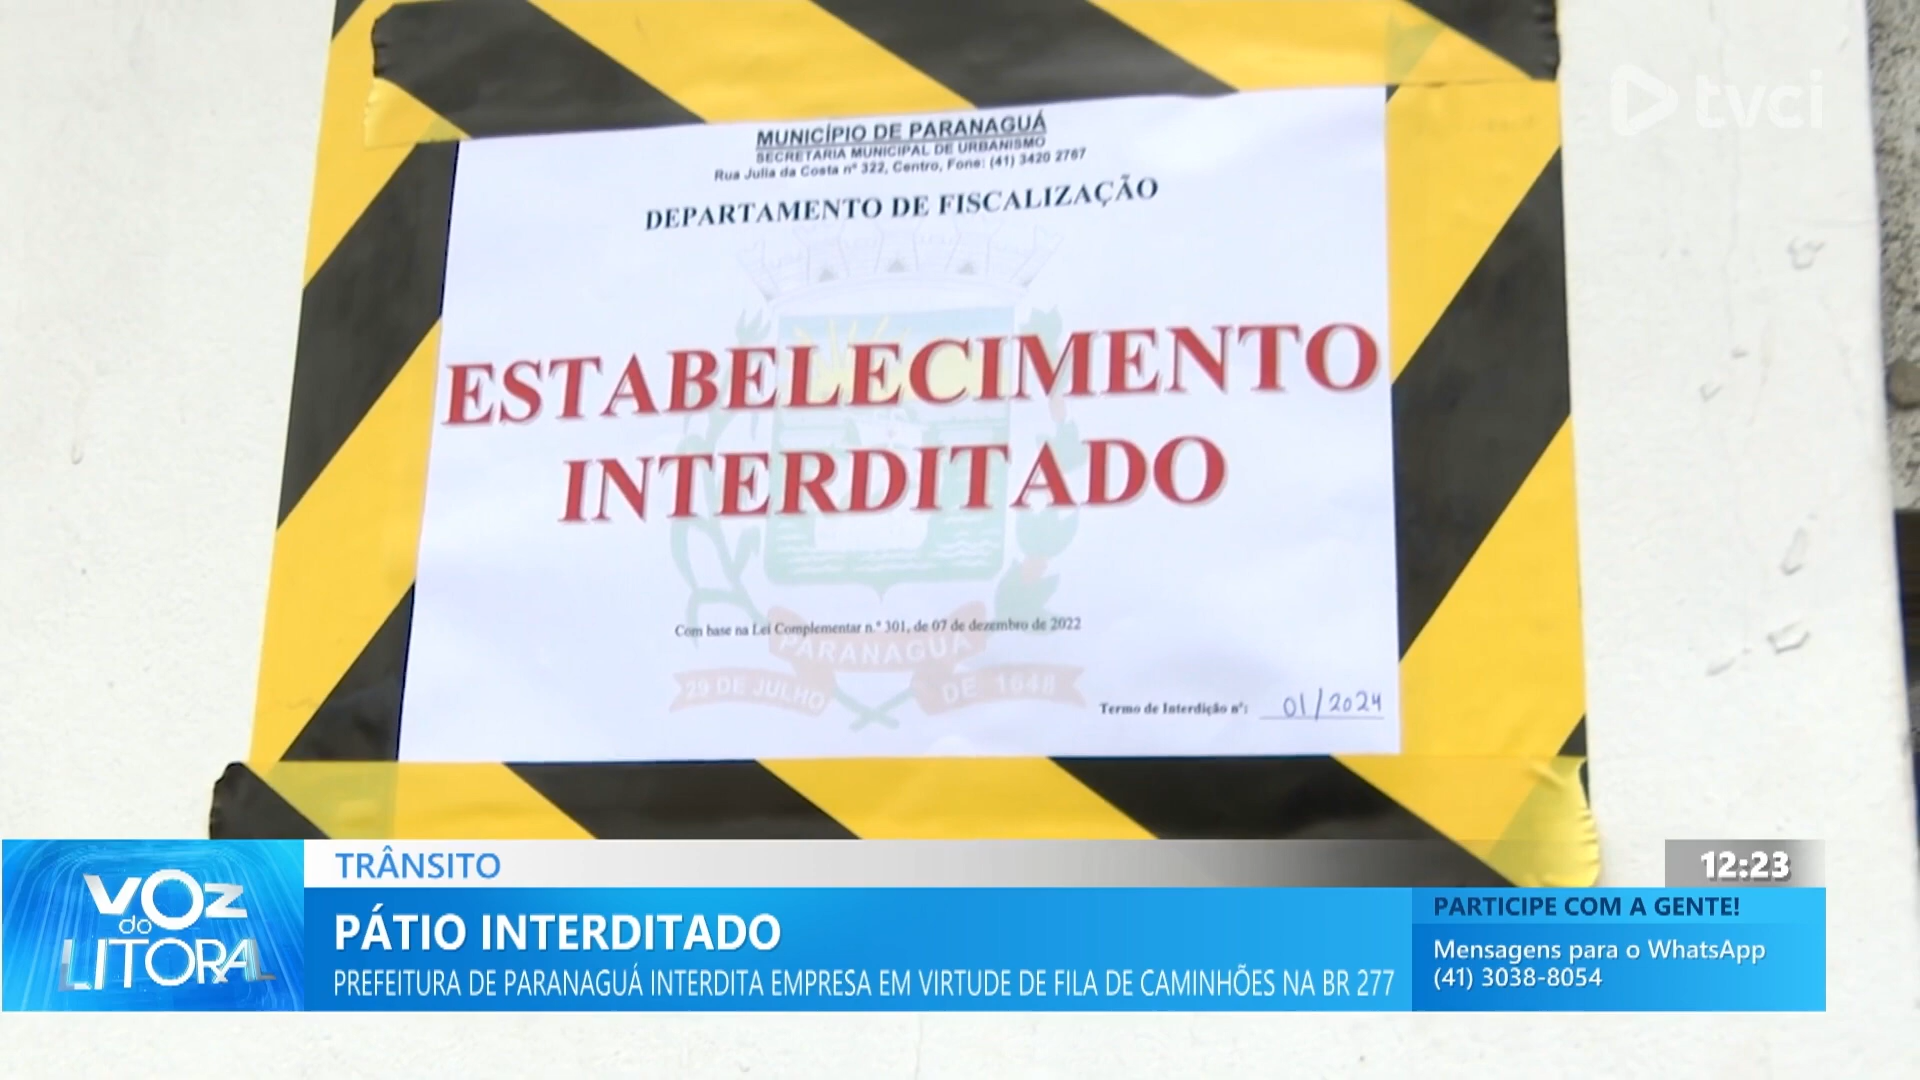 tvci
MUNICÍPIO DE PARANAGUÁ
SECRETARIA MUNICIPAL DE URBANISMO
Rua Julia da Costa nº 322, Centro, Fone: (41) 3420 2767
DEPARTAMENTO DE FISCALIZAÇÃO
ESTABELECIMENTO
INTERDITADO
Com base na Lei Complementar n.º 301, de 07 de dezembro de 2022
PARANAGUÁ
29 DE JULHO DE 1648
Termo de Interdição nº: 01/2024
TRÂNSITO
12:23
VOZ
do
LITORAL
PÁTIO INTERDITADO
PREFEITURA DE PARANAGUÁ INTERDITA EMPRESA EM VIRTUDE DE FILA DE CAMINHÕES NA BR 277
PARTICIPE COM A GENTE!
Mensagens para o WhatsApp
(41) 3038-8054